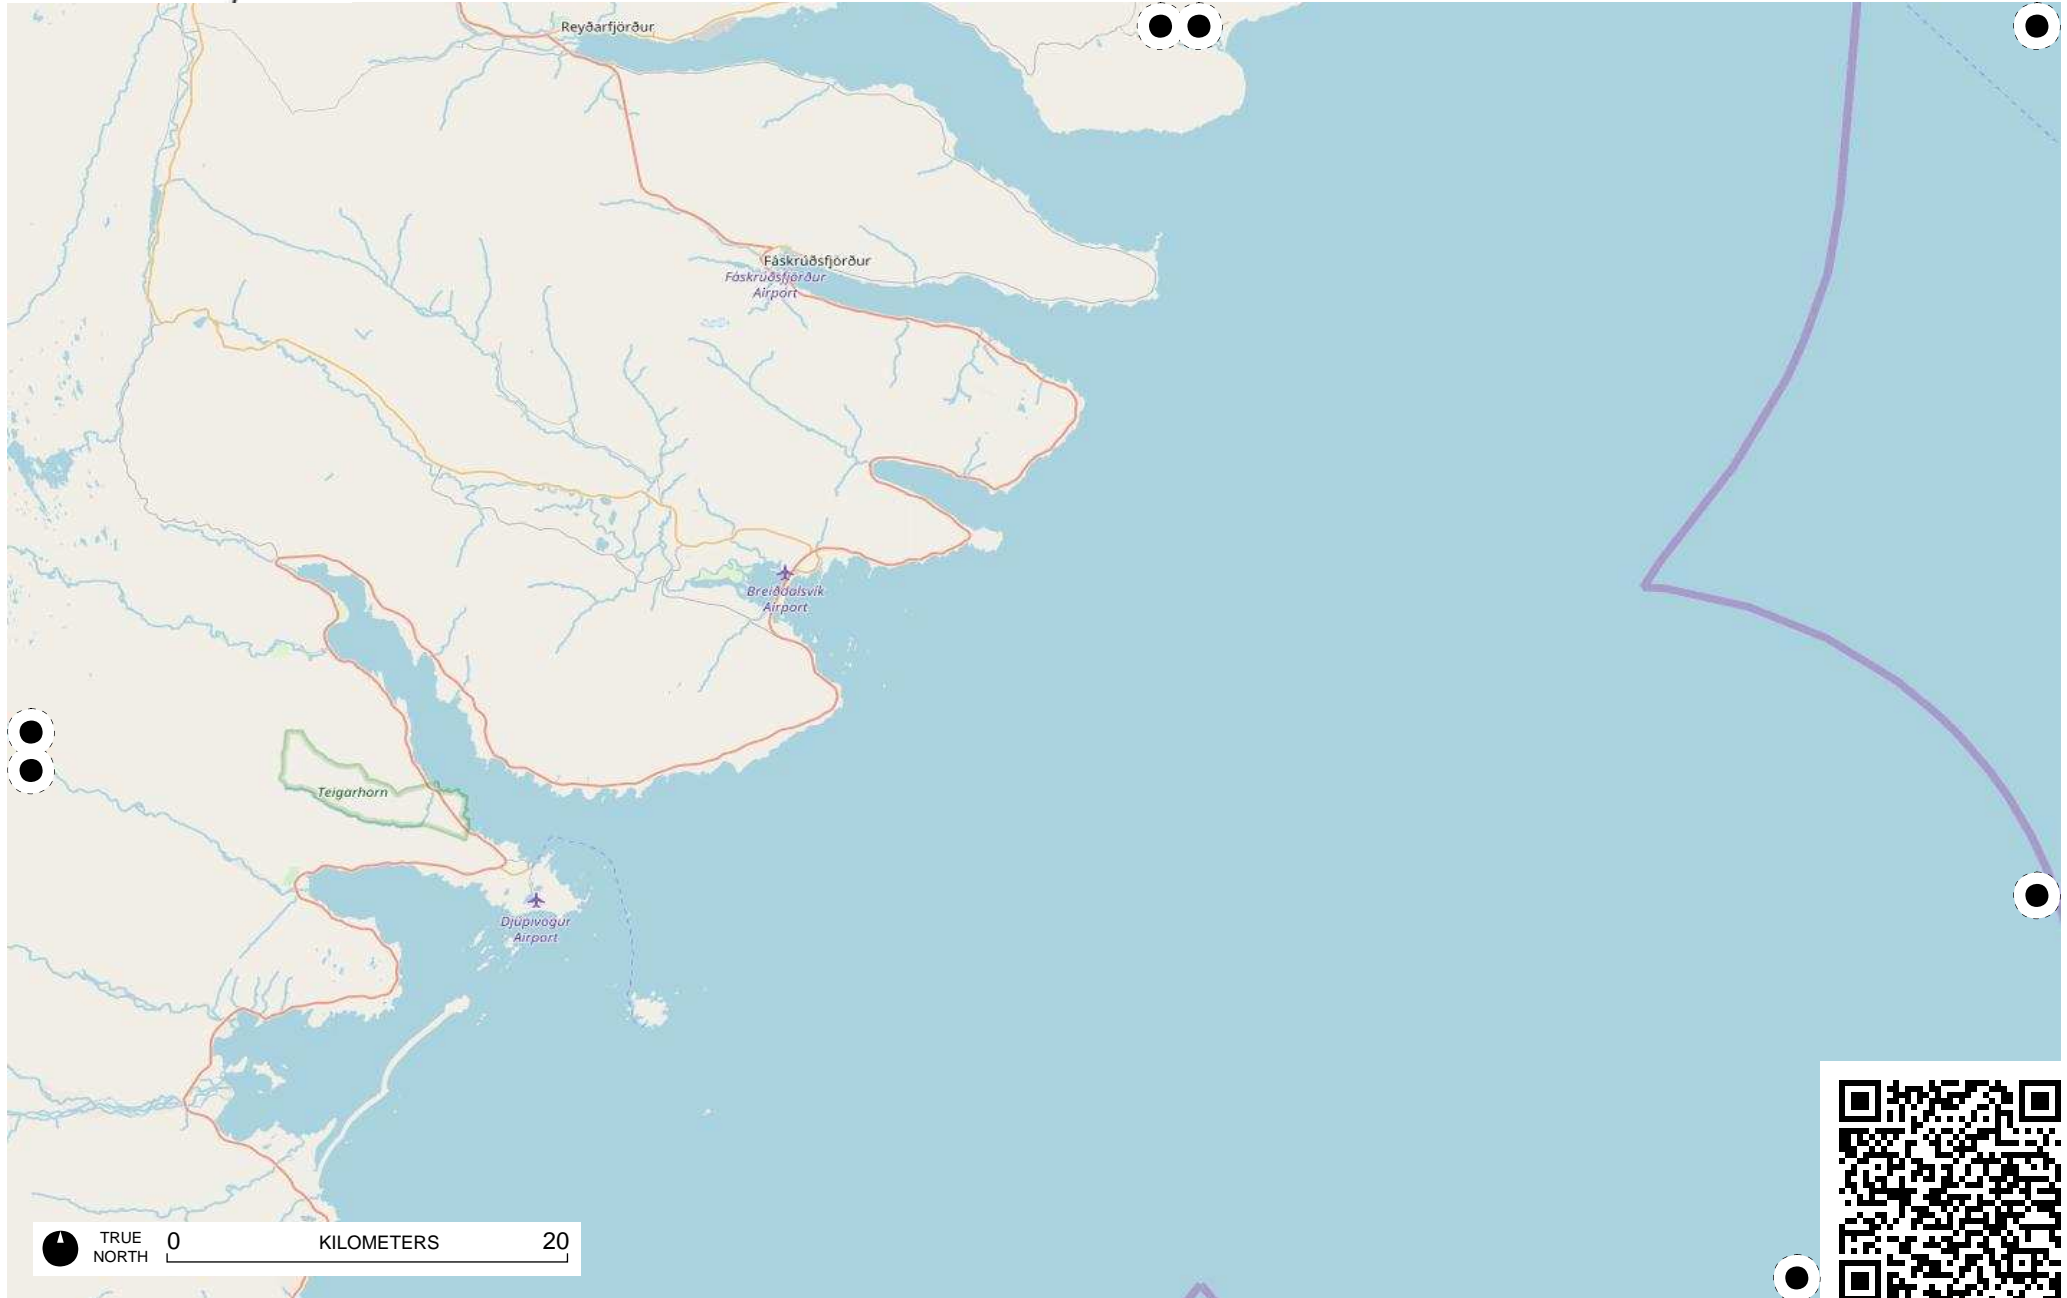 Reyðarfjörður
Fáskrúðsfjörður
Fáskrúðsfjörður
Airport
Breiðdalsvík
Airport
Teigarhorn
Djúpivogur
Airport
TRUE
NORTH
0
KILOMETERS
20